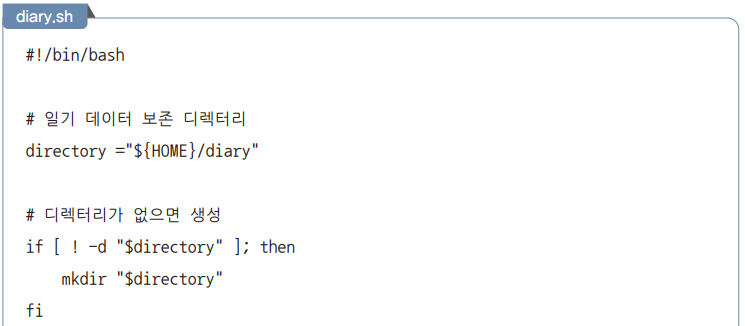 diary.sh
#!/bin/bash
# 일기 데이터 보존 디렉터리
directory ="${HOME}/diary"
# 디렉터리가 없으면 생성
if [ ! -d "$directory" ]; then
    mkdir "$directory"
fi